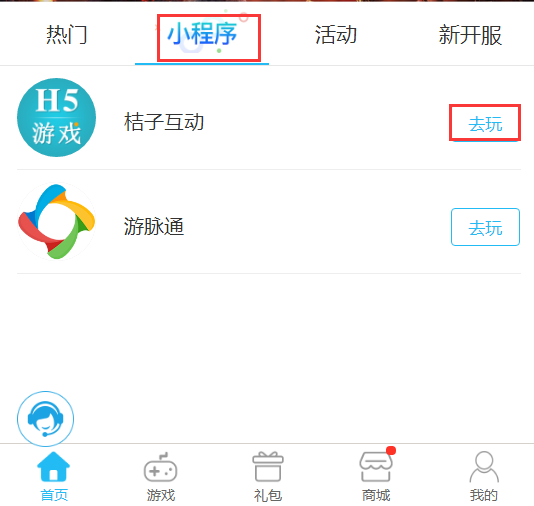 热门 小程序 活动 新开服
H5
游戏
桔子互动 去玩
游脉通 去玩
首页 游戏 礼包 商城 我的